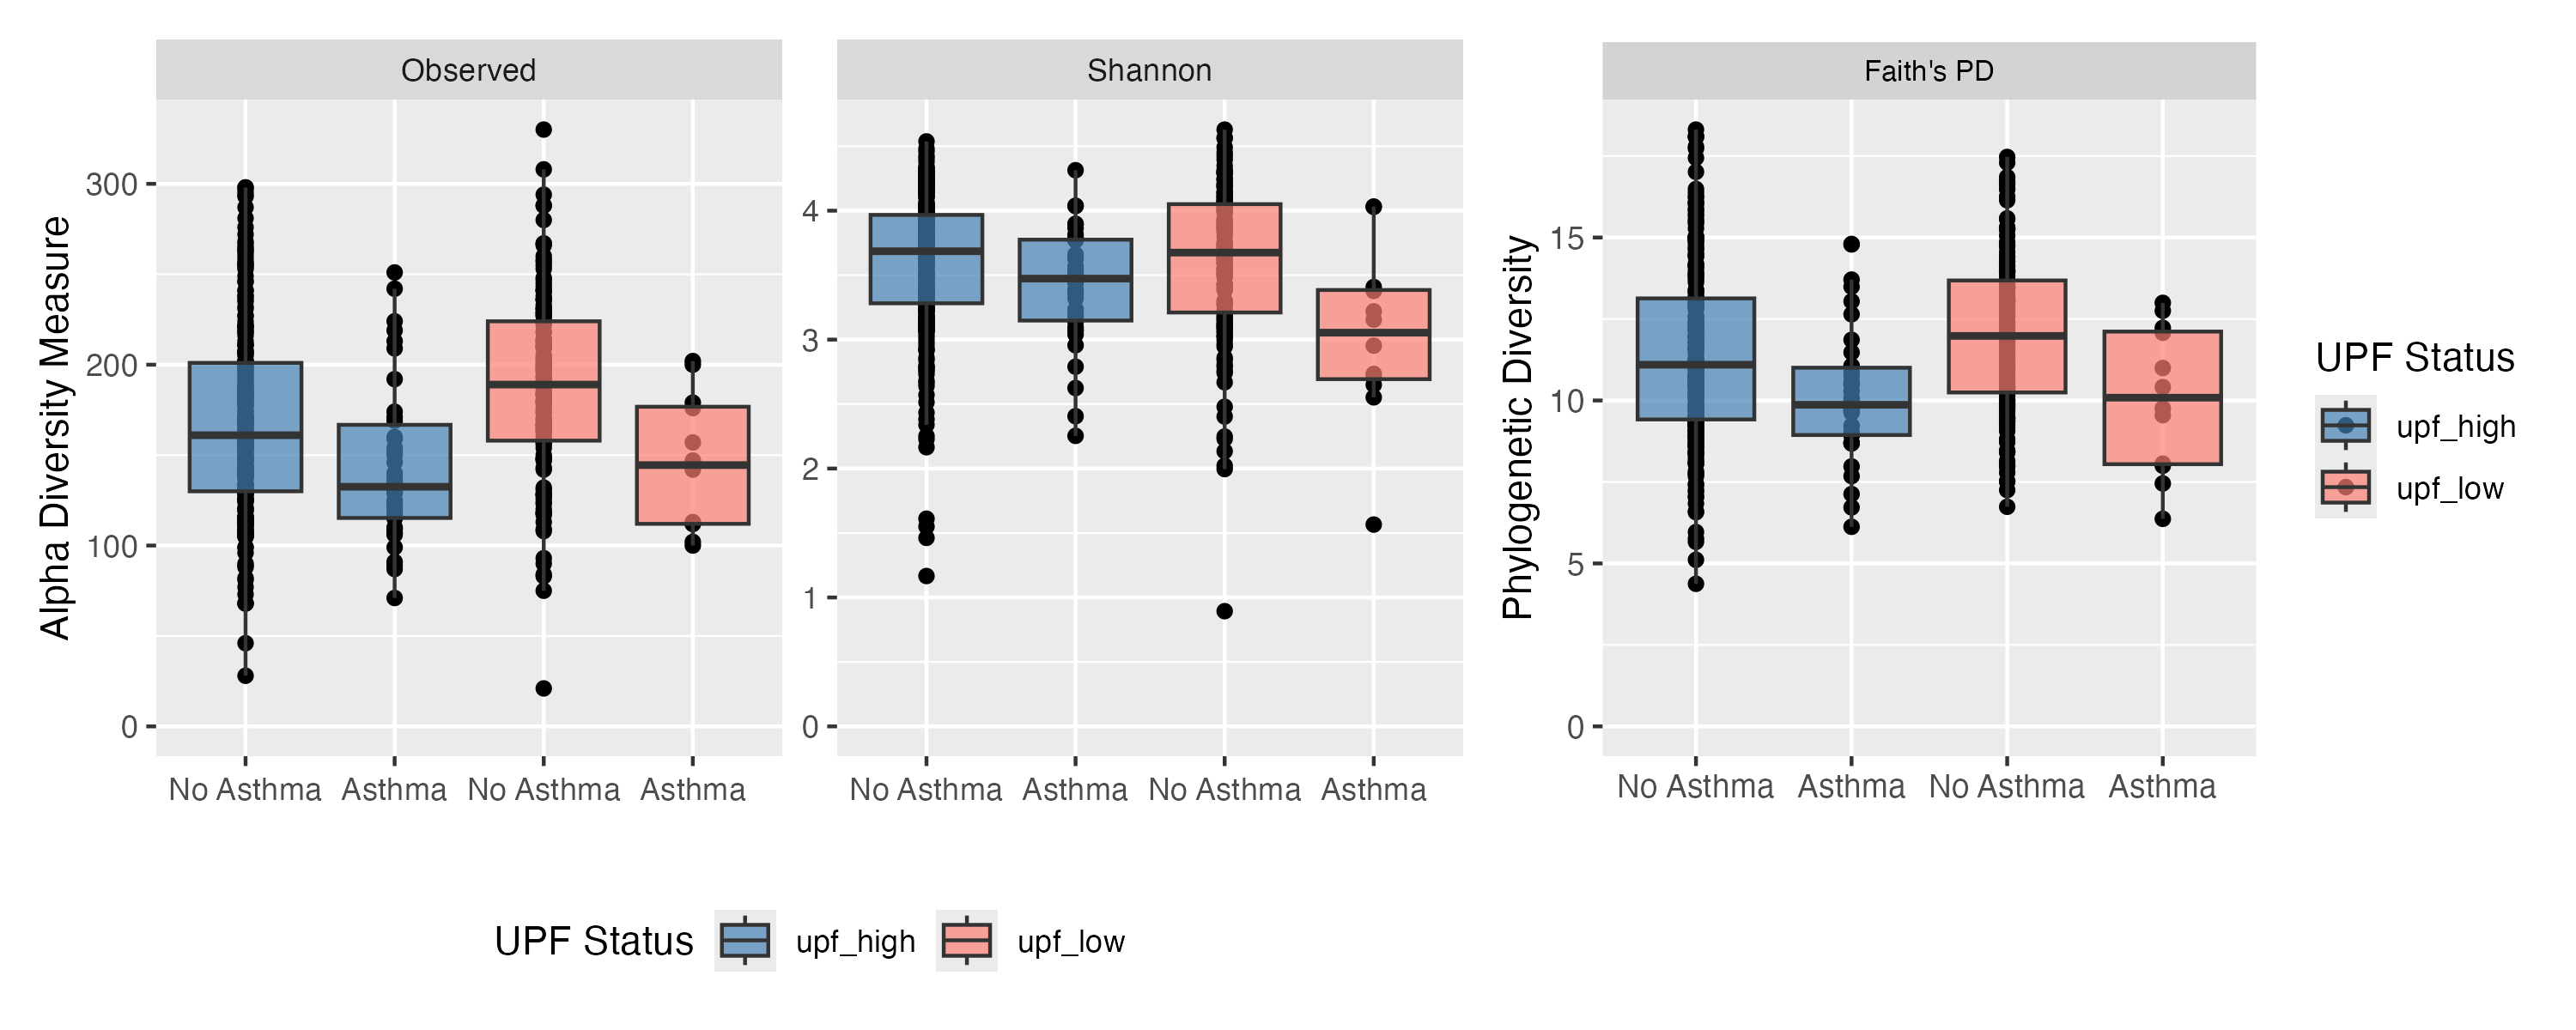 Observed
Shannon
Faith's PD
Alpha Diversity Measure
300
200
100
0
4
3
2
1
0
Phylogenetic Diversity
15
10
5
0
No Asthma Asthma No Asthma Asthma
No Asthma Asthma No Asthma Asthma
No Asthma Asthma No Asthma Asthma
UPF Status
upf_high
upf_low
UPF Status upf_high upf_low